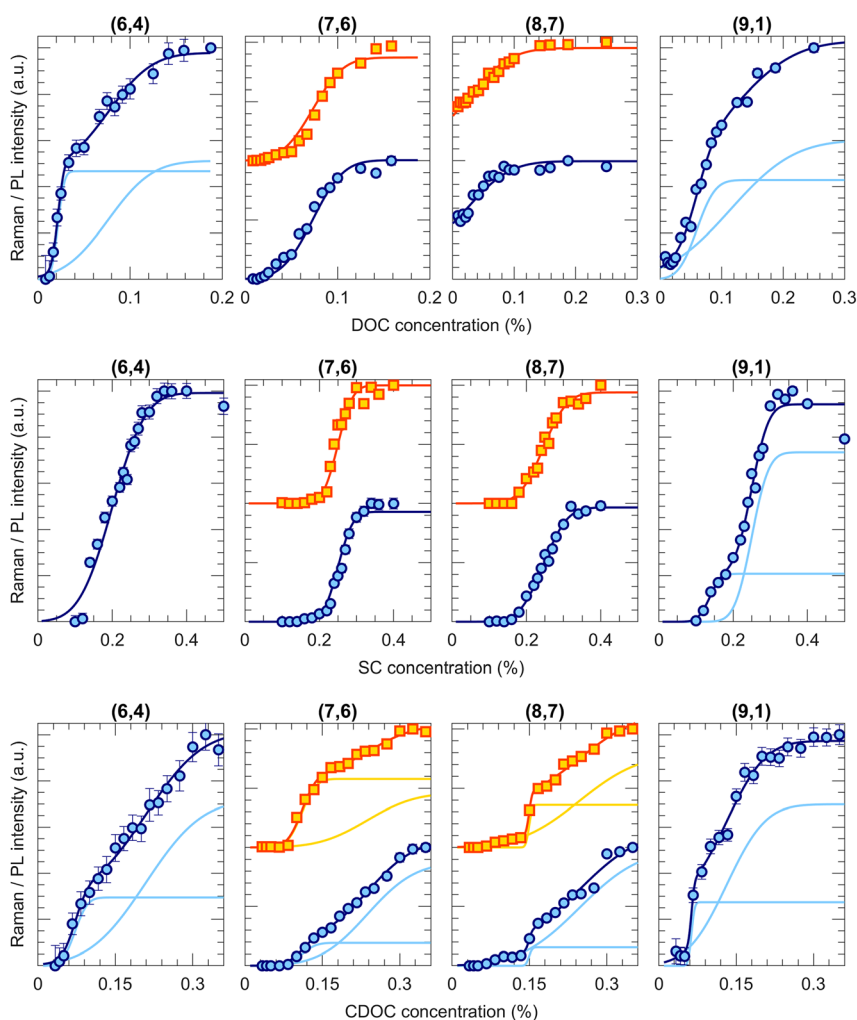 (6,4) (7,6) (8,7) (9,1)
Raman / PL intensity (a.u.)
0 0.1 0.2 0 0.1 0.2 0 0.1 0.2 0.3 0 0.1 0.2 0.3
DOC concentration (%)
(6,4) (7,6) (8,7) (9,1)
Raman / PL intensity (a.u.)
0 0.2 0.4 0 0.2 0.4 0 0.2 0.4 0 0.2 0.4
SC concentration (%)
(6,4) (7,6) (8,7) (9,1)
Raman / PL intensity (a.u.)
0 0.15 0.3 0 0.15 0.3 0 0.15 0.3 0 0.15 0.3
CDOC concentration (%)